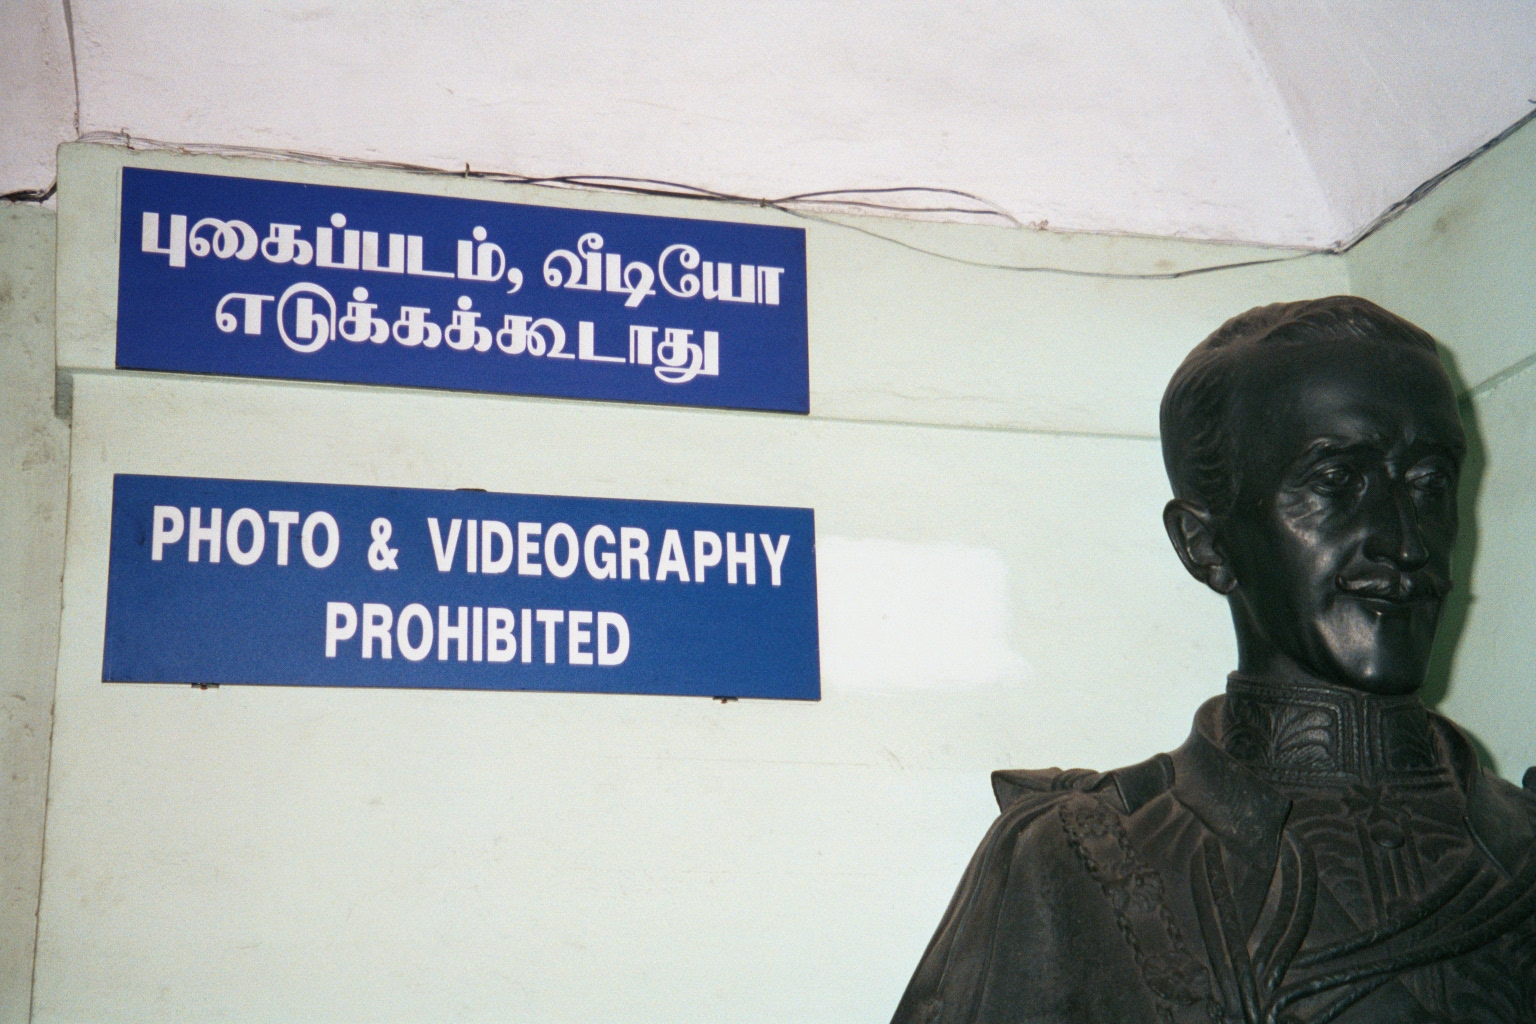 புகைப்படம், வீடியோ
எடுக்கக்கூடாது
PHOTO & VIDEOGRAPHY
PROHIBITED